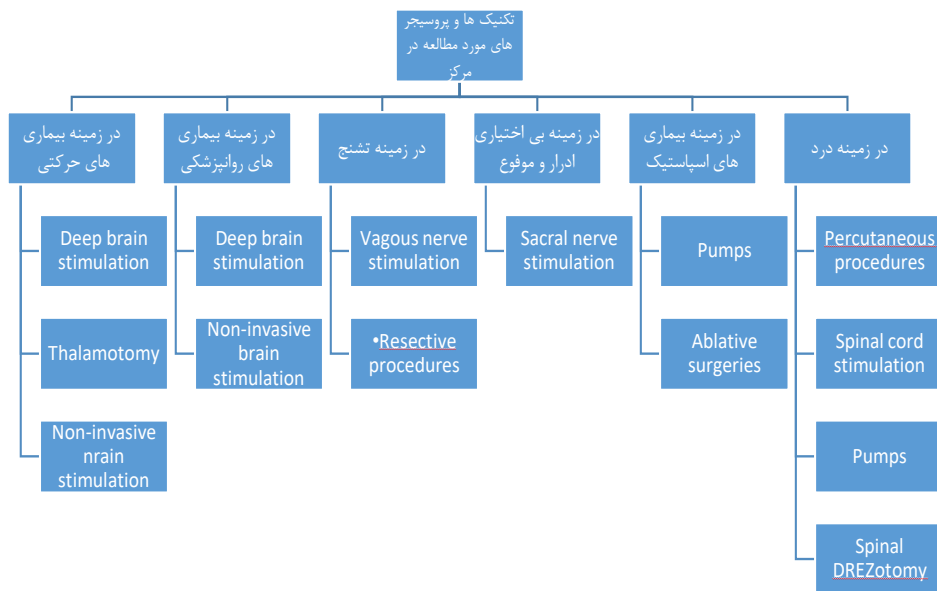 تکنیک ها و پروسیجر
های مورد مطالعه در
مرکز
در زمینه درد
Percutaneous
procedures
Spinal cord
stimulation
Pumps
Spinal
DREZotomy
در زمینه بیماری
های اسپاستیک
Pumps
Ablative
surgeries
در زمینه بی اختیاری
ادرار و موفوع
Sacral nerve
stimulation
در زمینه تشنج
Vagous nerve
stimulation
•Resective
procedures
در زمینه بیماری
های روانپزشکی
Deep brain
stimulation
Non-invasive
brain
stimulation
در زمینه بیماری
های حرکتی
Deep brain
stimulation
Thalamotomy
Non-invasive
nrain
stimulation